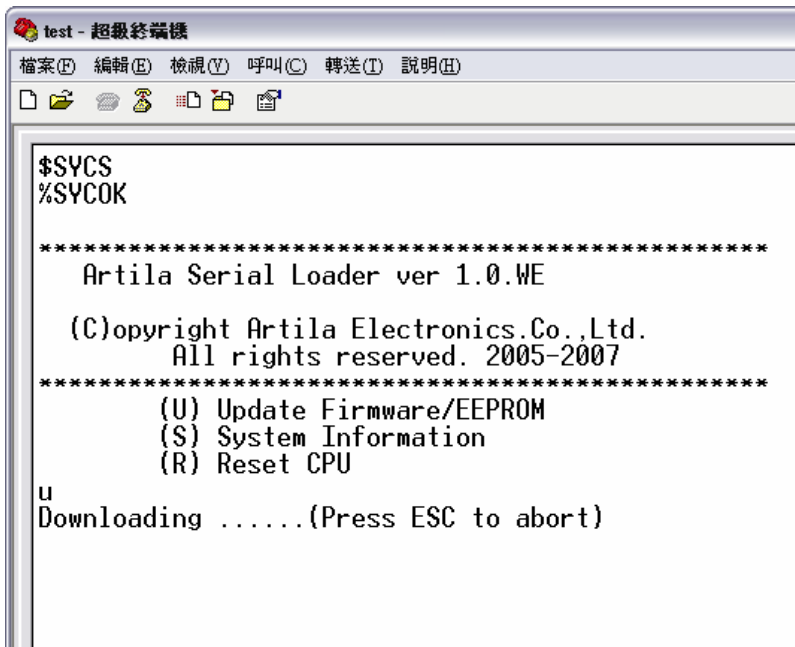 test - 超級終端機
檔案(F) 編輯(E) 檢視(V) 呼叫(C) 轉送(T) 說明(H)
$SYCS
%SYCOK
*************************************************
Artila Serial Loader ver 1.0.WE
(C)opyright Artila Electronics.Co.,Ltd.
All rights reserved. 2005-2007
*************************************************
(U) Update Firmware/EEPROM
(S) System Information
(R) Reset CPU
u
Downloading ......(Press ESC to abort)